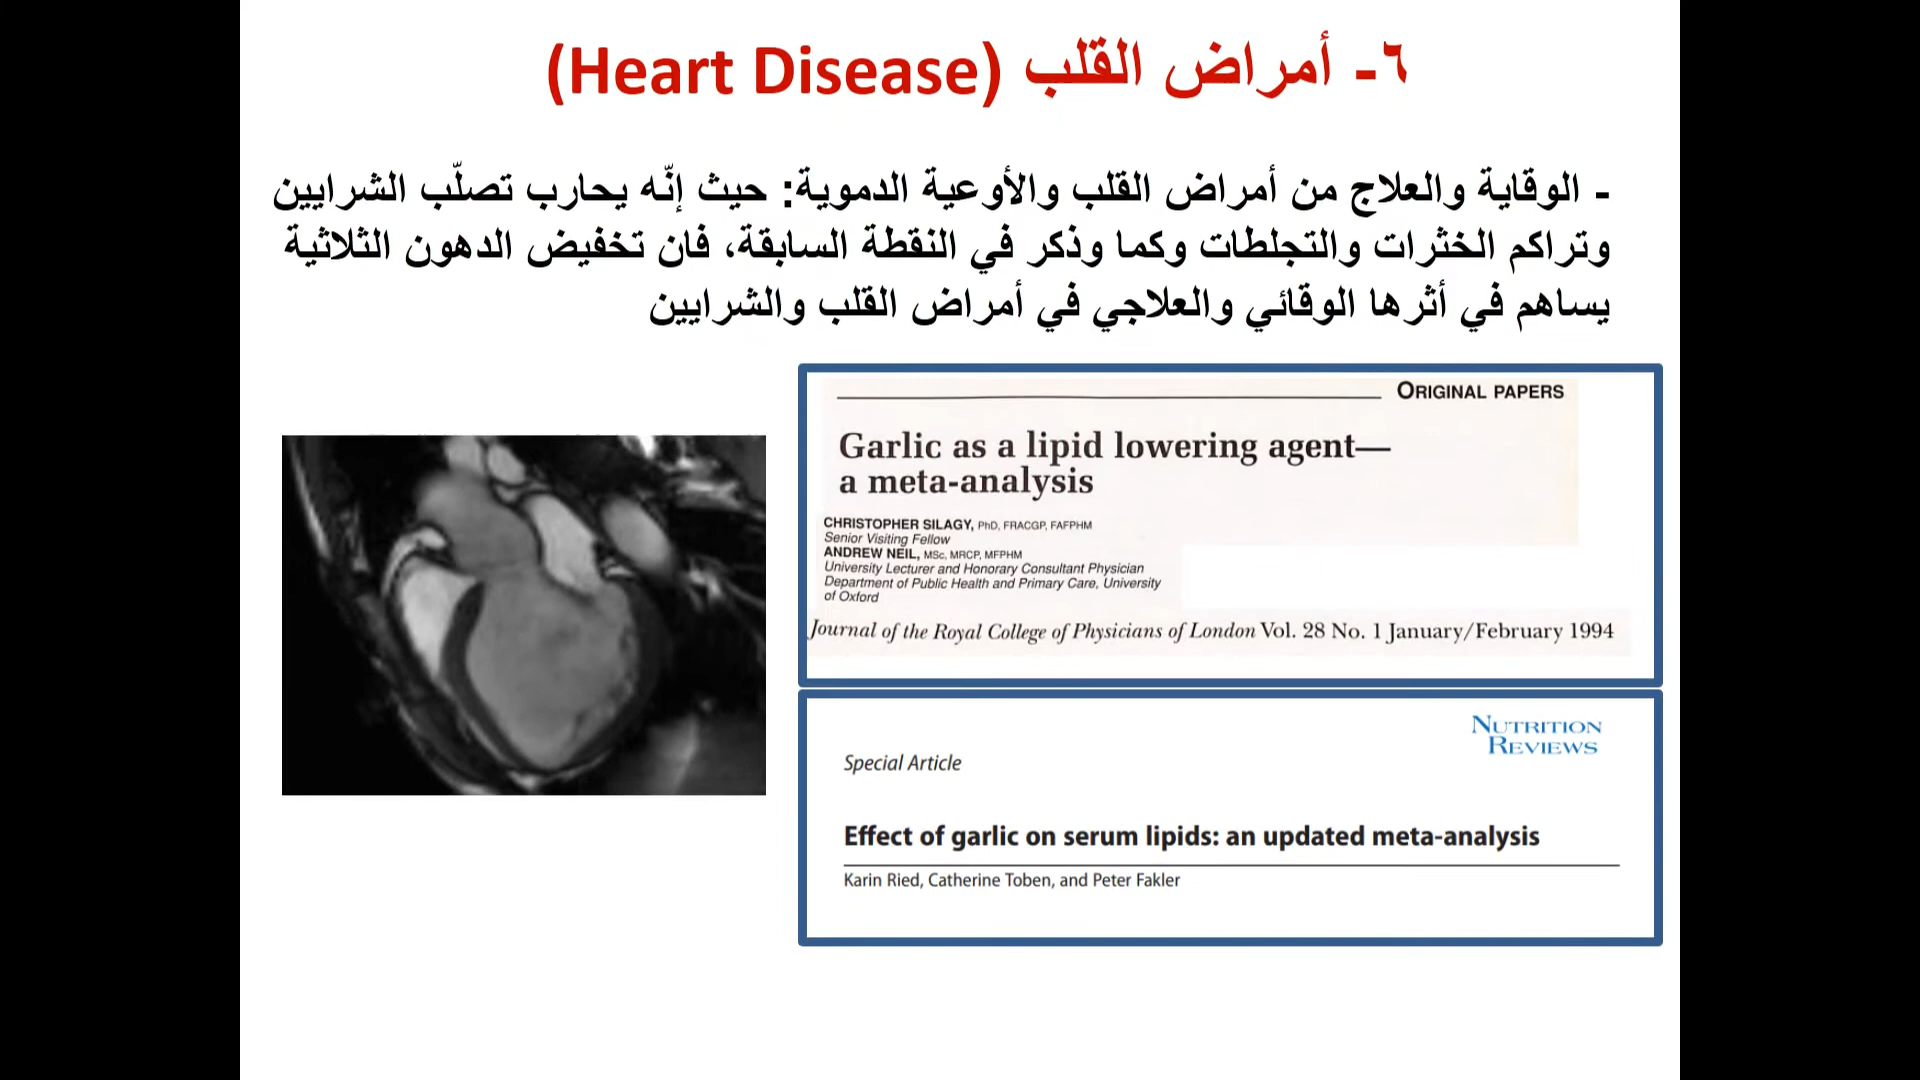 ٦- أمراض القلب (Heart Disease)
- الوقاية والعلاج من أمراض القلب والأوعية الدموية: حيث إنّه يحارب تصلّب الشرايين
وتراكم الخثرات والتجلطات وكما وذكر في النقطة السابقة، فان تخفيض الدهون الثلاثية
يساهم في أثرها الوقائي والعلاجي في أمراض القلب والشرايين
ORIGINAL PAPERS
Garlic as a lipid lowering agent—
a meta-analysis
CHRISTOPHER SILAGY, PhD, FRACGP, FAFPHM
Senior Visiting Fellow
ANDREW NEIL, MSc, MRCP, MFPHM
University Lecturer and Honorary Consultant Physician
Department of Public Health and Primary Care, University
of Oxford
Journal of the Royal College of Physicians of London Vol. 28 No. 1 January/February 1994
NUTRITION
REVIEWS
Special Article
Effect of garlic on serum lipids: an updated meta-analysis
Karin Ried, Catherine Toben, and Peter Fakler